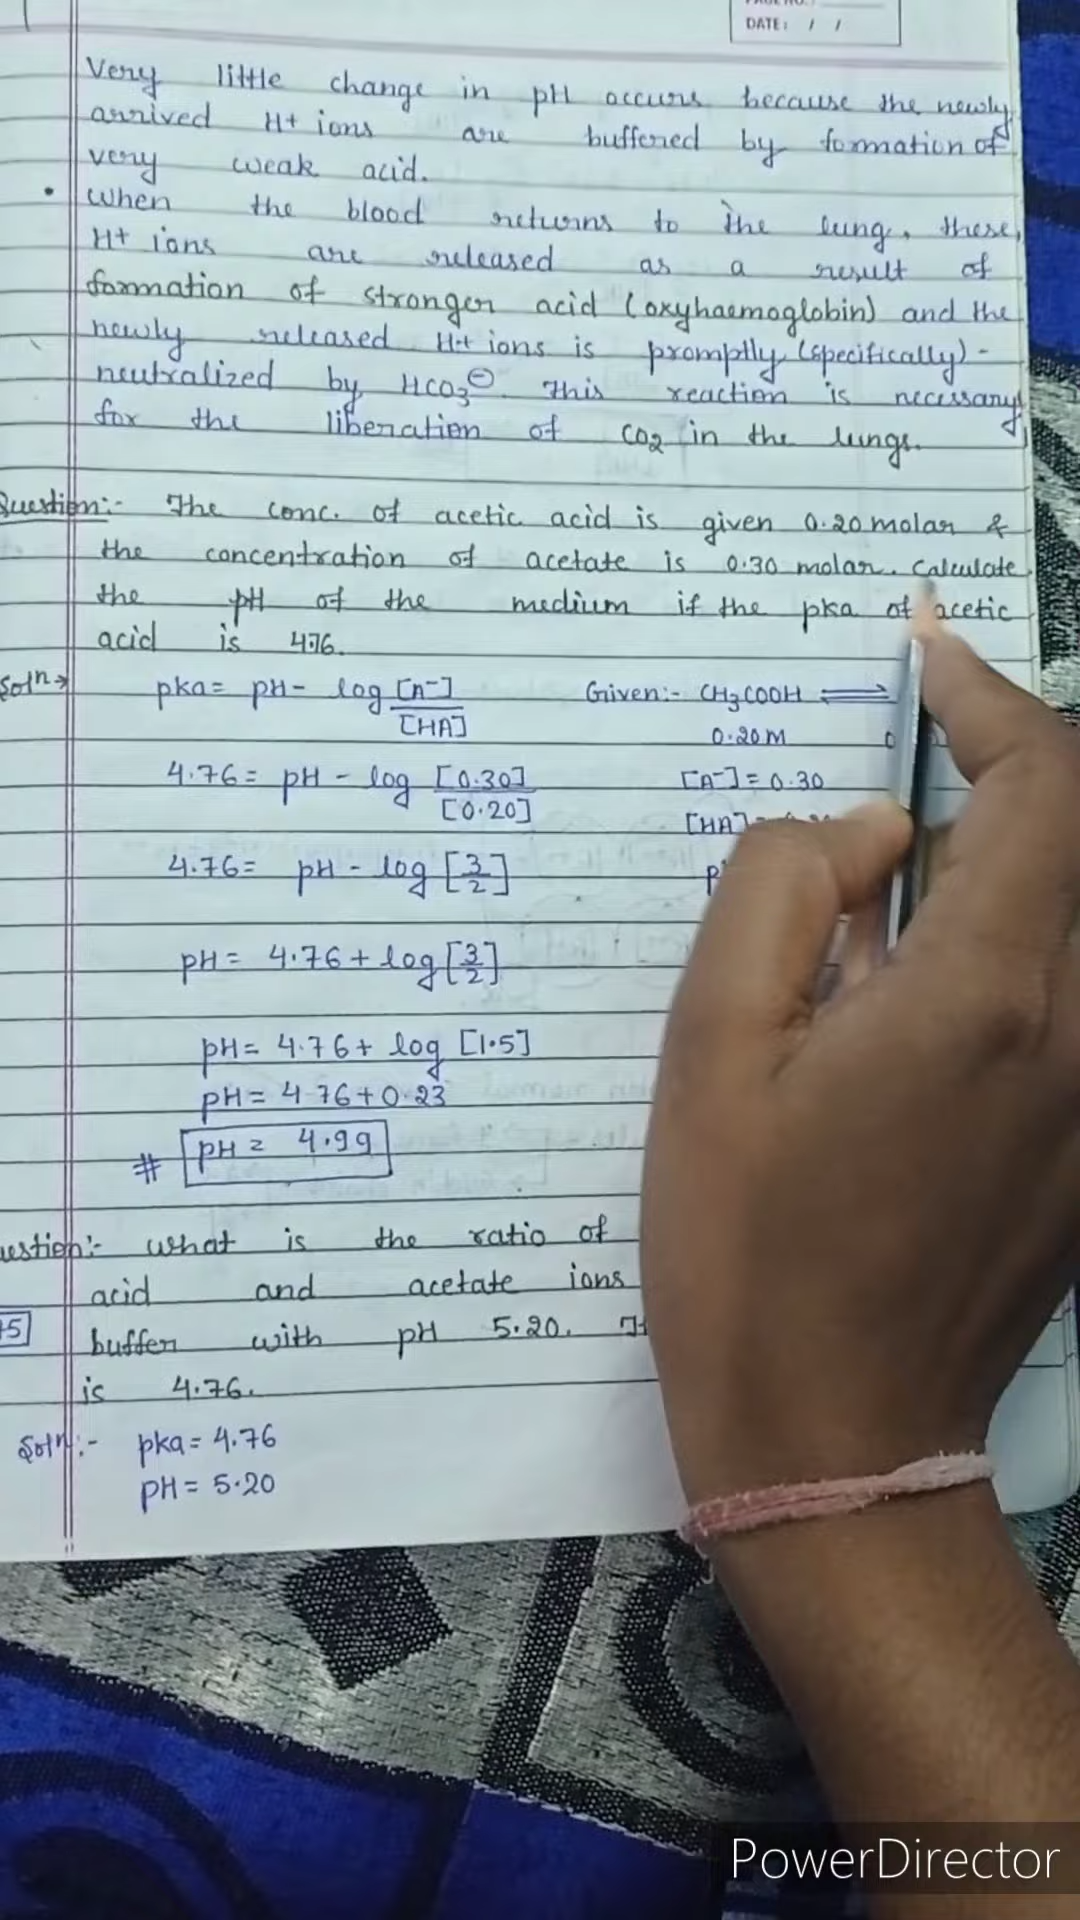 DATE: / /
Very little change in pH occurs because the newly
arrived H+ ions are buffered by formation of
very weak acid.
• When the blood returns to the lung, these,
H+ ions are released as a result of
formation of stronger acid (oxyhaemoglobin) and the
newly released H+ ions is promptly (specifically) -
neutralized by HCO3⊖. This reaction is necessary
for the liberation of CO2 in the lungs.
Question:- The conc. of acetic acid is given 0.20 molar &
the concentration of acetate is 0.30 molar. Calculate
the pH of the medium if the pka of acetic
acid is 4.76.
Soln→ pka = pH - log [A-]/[HA] Given:- CH3COOH ⇌
0.20M
4.76 = pH - log [0.30]/[0.20] [A-] = 0.30
[HA]
4.76 = pH - log [3/2]
pH = 4.76 + log [3/2]
pH = 4.76 + log [1.5]
pH = 4.76 + 0.23
# pH = 4.99
uestion:- what is the ratio of
acid and acetate ions
buffer with pH 5.20.
is 4.76.
Soln:- pka = 4.76
pH = 5.20
PowerDirector